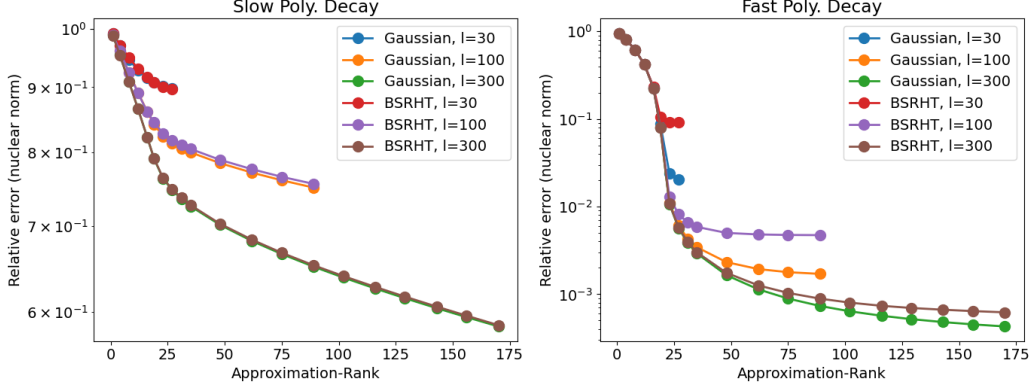 Slow Poly. Decay
Relative error (nuclear norm)
10⁰
9 × 10⁻¹
8 × 10⁻¹
7 × 10⁻¹
6 × 10⁻¹
Gaussian, l=30
Gaussian, l=100
Gaussian, l=300
BSRHT, l=30
BSRHT, l=100
BSRHT, l=300
0 25 50 75 100 125 150 175
Approximation-Rank
Fast Poly. Decay
Relative error (nuclear norm)
10⁰
10⁻¹
10⁻²
10⁻³
Gaussian, l=30
Gaussian, l=100
Gaussian, l=300
BSRHT, l=30
BSRHT, l=100
BSRHT, l=300
0 25 50 75 100 125 150 175
Approximation-Rank